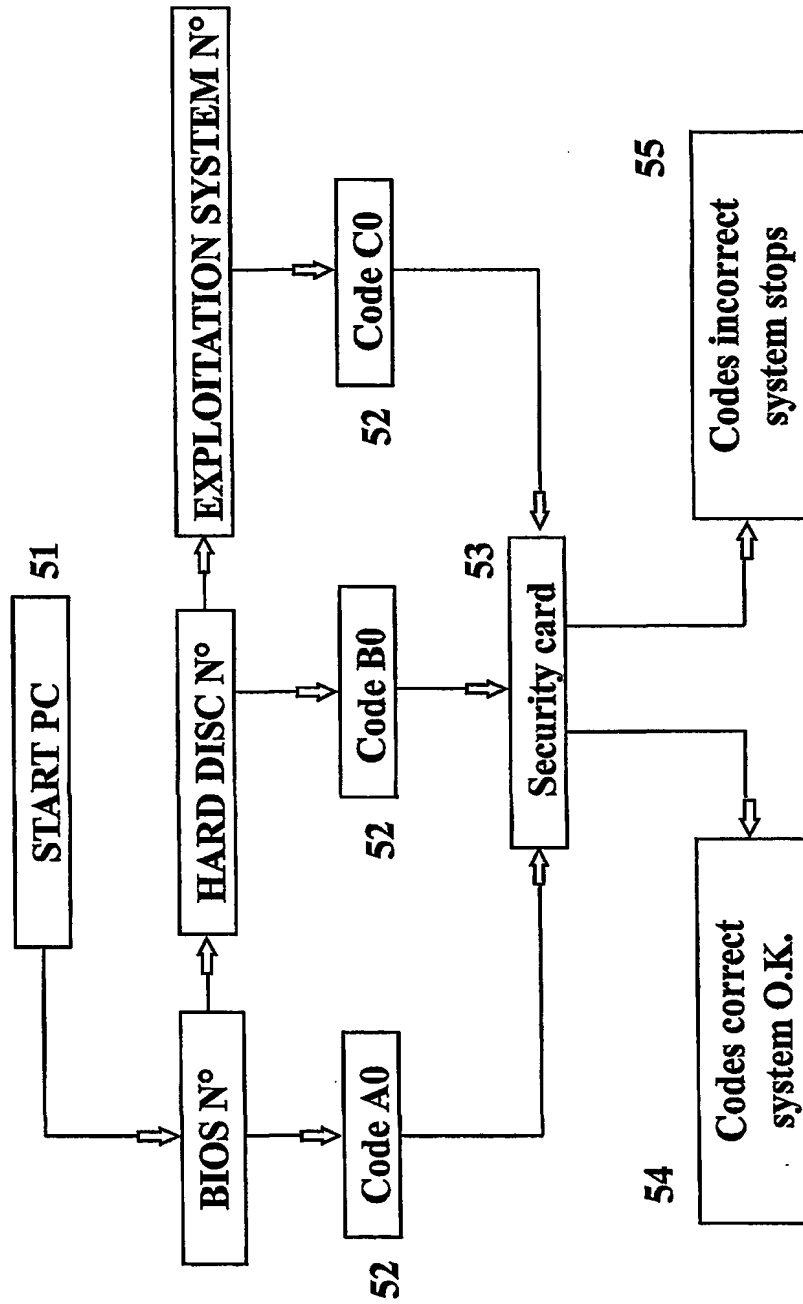 START PC
51
BIOS N°
HARD DISC N°
EXPLOITATION SYSTEM N°
Code A0
52
Code B0
52
Code C0
52
Security card
53
Codes correct
system O.K.
54
Codes incorrect
system stops
55